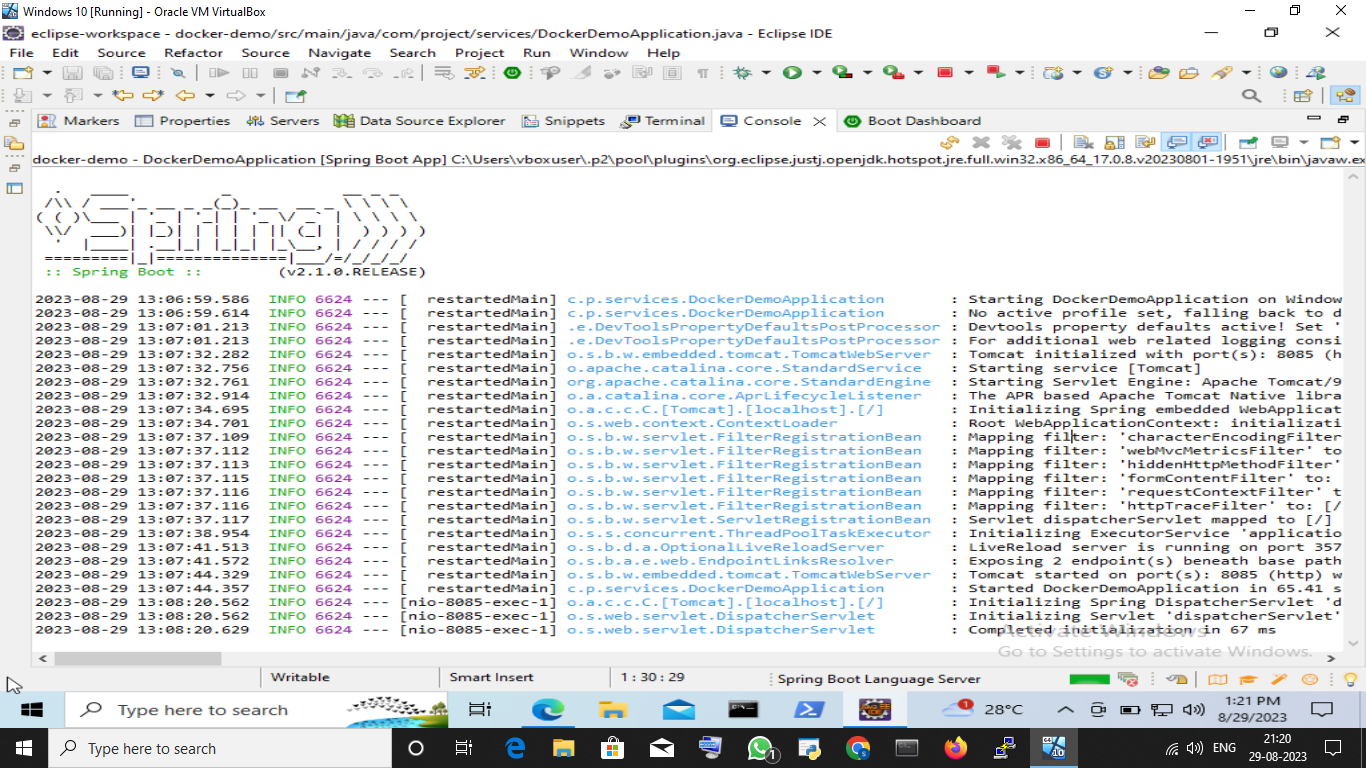 Windows 10 [Running] - Oracle VM VirtualBox
eclipse-workspace - docker-demo/src/main/java/com/project/services/DockerDemoApplication.java - Eclipse IDE
File Edit Source Refactor Source Navigate Search Project Run Window Help
Markers Properties Servers Data Source Explorer Snippets Terminal Console Boot Dashboard
docker-demo - DockerDemoApplication [Spring Boot App] C:\Users\vboxuser\.p2\pool\plugins\org.eclipse.justj.openjdk.hotspot.jre.full.win32.x86_64_17.0.8.v20230801-1951\jre\bin\javaw.ex
Spring
:: Spring Boot :: (v2.1.0.RELEASE)
2023-08-29 13:06:59.586 INFO 6624 --- [ restartedMain] c.p.services.DockerDemoApplication : Starting DockerDemoApplication on Window
2023-08-29 13:06:59.614 INFO 6624 --- [ restartedMain] c.p.services.DockerDemoApplication : No active profile set, falling back to d
2023-08-29 13:07:01.213 INFO 6624 --- [ restartedMain] .e.DevToolsPropertyDefaultsPostProcessor : Devtools property defaults active! Set '
2023-08-29 13:07:01.213 INFO 6624 --- [ restartedMain] .e.DevToolsPropertyDefaultsPostProcessor : For additional web related logging consi
2023-08-29 13:07:32.282 INFO 6624 --- [ restartedMain] o.s.b.w.embedded.tomcat.TomcatWebServer : Tomcat initialized with port(s): 8085 (h
2023-08-29 13:07:32.756 INFO 6624 --- [ restartedMain] o.apache.catalina.core.StandardService : Starting service [Tomcat]
2023-08-29 13:07:32.761 INFO 6624 --- [ restartedMain] org.apache.catalina.core.StandardEngine : Starting Servlet Engine: Apache Tomcat/9
2023-08-29 13:07:32.914 INFO 6624 --- [ restartedMain] o.a.catalina.core.AprLifecycleListener : The APR based Apache Tomcat Native libra
2023-08-29 13:07:34.695 INFO 6624 --- [ restartedMain] o.a.c.c.C.[Tomcat].[localhost].[/] : Initializing Spring embedded WebApplicat
2023-08-29 13:07:34.701 INFO 6624 --- [ restartedMain] o.s.web.context.ContextLoader : Root WebApplicationContext: initializati
2023-08-29 13:07:37.109 INFO 6624 --- [ restartedMain] o.s.b.w.servlet.FilterRegistrationBean : Mapping filter: 'characterEncodingFilter
2023-08-29 13:07:37.112 INFO 6624 --- [ restartedMain] o.s.b.w.servlet.FilterRegistrationBean : Mapping filter: 'webMvcMetricsFilter' to
2023-08-29 13:07:37.113 INFO 6624 --- [ restartedMain] o.s.b.w.servlet.FilterRegistrationBean : Mapping filter: 'hiddenHttpMethodFilter'
2023-08-29 13:07:37.115 INFO 6624 --- [ restartedMain] o.s.b.w.servlet.FilterRegistrationBean : Mapping filter: 'formContentFilter' to:
2023-08-29 13:07:37.116 INFO 6624 --- [ restartedMain] o.s.b.w.servlet.FilterRegistrationBean : Mapping filter: 'requestContextFilter' t
2023-08-29 13:07:37.116 INFO 6624 --- [ restartedMain] o.s.b.w.servlet.FilterRegistrationBean : Mapping filter: 'httpTraceFilter' to: [/
2023-08-29 13:07:37.117 INFO 6624 --- [ restartedMain] o.s.b.w.servlet.ServletRegistrationBean : Servlet dispatcherServlet mapped to [/]
2023-08-29 13:07:38.954 INFO 6624 --- [ restartedMain] o.s.s.concurrent.ThreadPoolTaskExecutor : Initializing ExecutorService 'applicatio
2023-08-29 13:07:41.513 INFO 6624 --- [ restartedMain] o.s.b.d.a.OptionalLiveReloadServer : LiveReload server is running on port 357
2023-08-29 13:07:41.572 INFO 6624 --- [ restartedMain] o.s.b.a.e.web.EndpointLinksResolver : Exposing 2 endpoint(s) beneath base path
2023-08-29 13:07:44.329 INFO 6624 --- [ restartedMain] o.s.b.w.embedded.tomcat.TomcatWebServer : Tomcat started on port(s): 8085 (http) w
2023-08-29 13:07:44.357 INFO 6624 --- [ restartedMain] c.p.services.DockerDemoApplication : Started DockerDemoApplication in 65.41 s
2023-08-29 13:08:20.562 INFO 6624 --- [nio-8085-exec-1] o.a.c.c.C.[Tomcat].[localhost].[/] : Initializing Spring DispatcherServlet 'd
2023-08-29 13:08:20.562 INFO 6624 --- [nio-8085-exec-1] o.s.web.servlet.DispatcherServlet : Initializing Servlet 'dispatcherServlet'
2023-08-29 13:08:20.629 INFO 6624 --- [nio-8085-exec-1] o.s.web.servlet.DispatcherServlet : Completed initialization in 67 ms
Activate Windows
Go to Settings to activate Windows.
Writable Smart Insert 1 : 30 : 29 Spring Boot Language Server
Type here to search 28°C 1:21 PM
8/29/2023
Type here to search ENG 21:20
29-08-2023